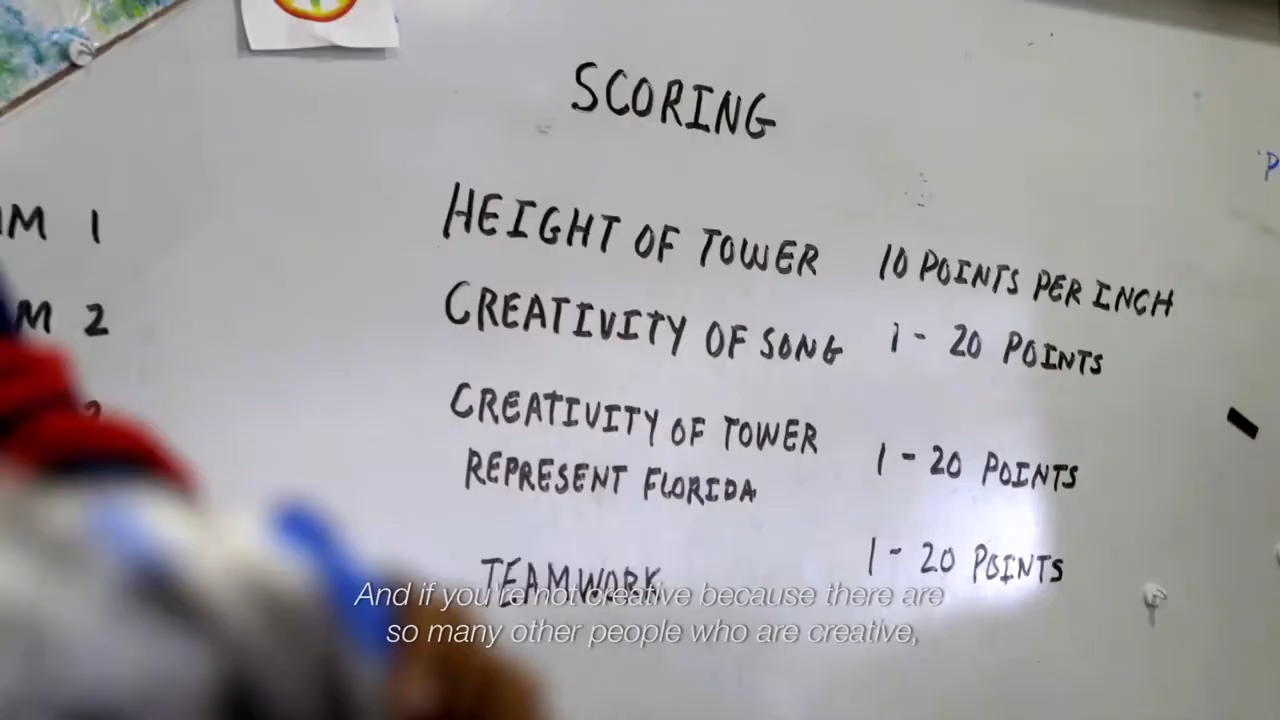 SCORING
HEIGHT OF TOWER 10 POINTS PER INCH
CREATIVITY OF SONG 1 - 20 POINTS
CREATIVITY OF TOWER
REPRESENT FLORIDA 1 - 20 POINTS
TEAMWORK 1 - 20 POINTS
M 1
M 2
And if you're not creative because there are
so many other people who are creative,